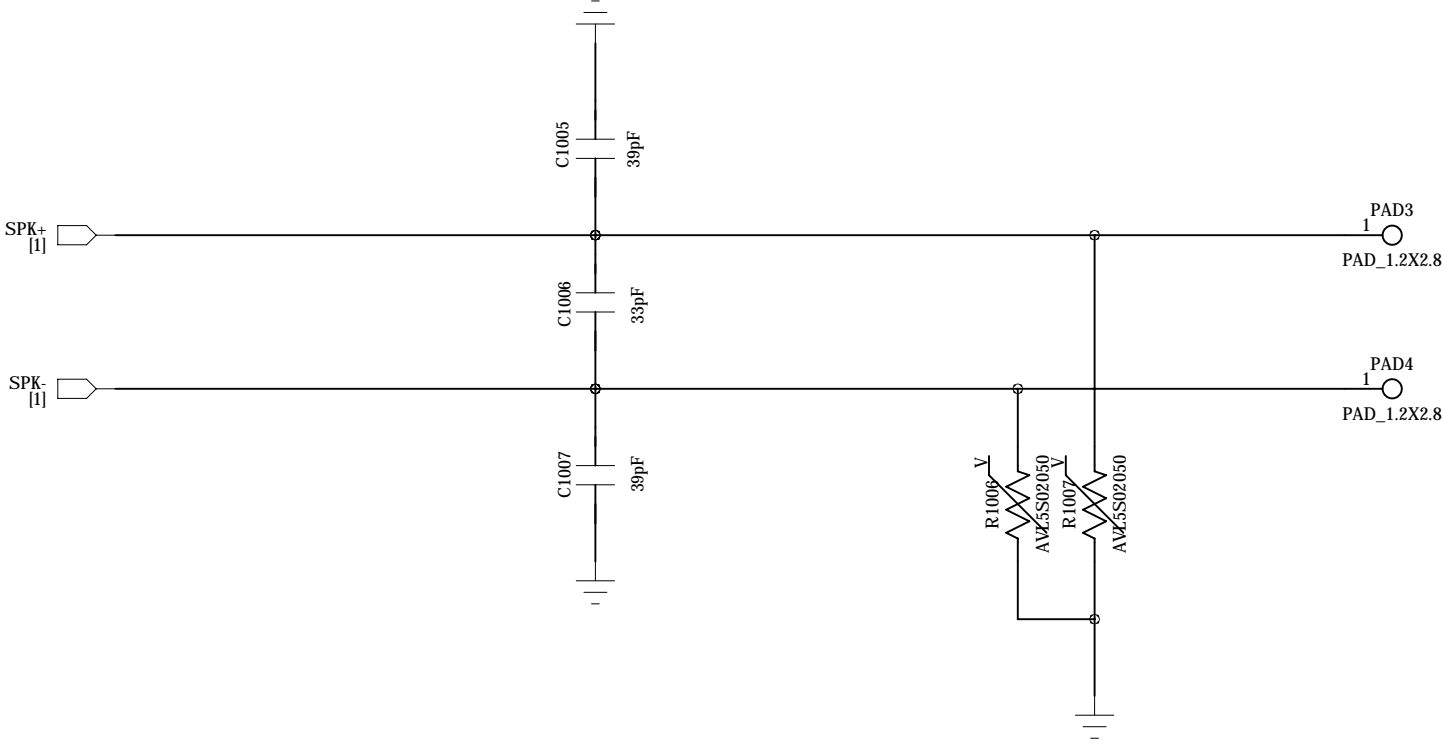 C1005
39pF
SPK+
[1]
PAD3
1
PAD_1.2X2.8
C1006
33pF
SPK-
[1]
PAD4
1
PAD_1.2X2.8
C1007
39pF
V
R1006
AVL5S02050
V
R1007
AVL5S02050